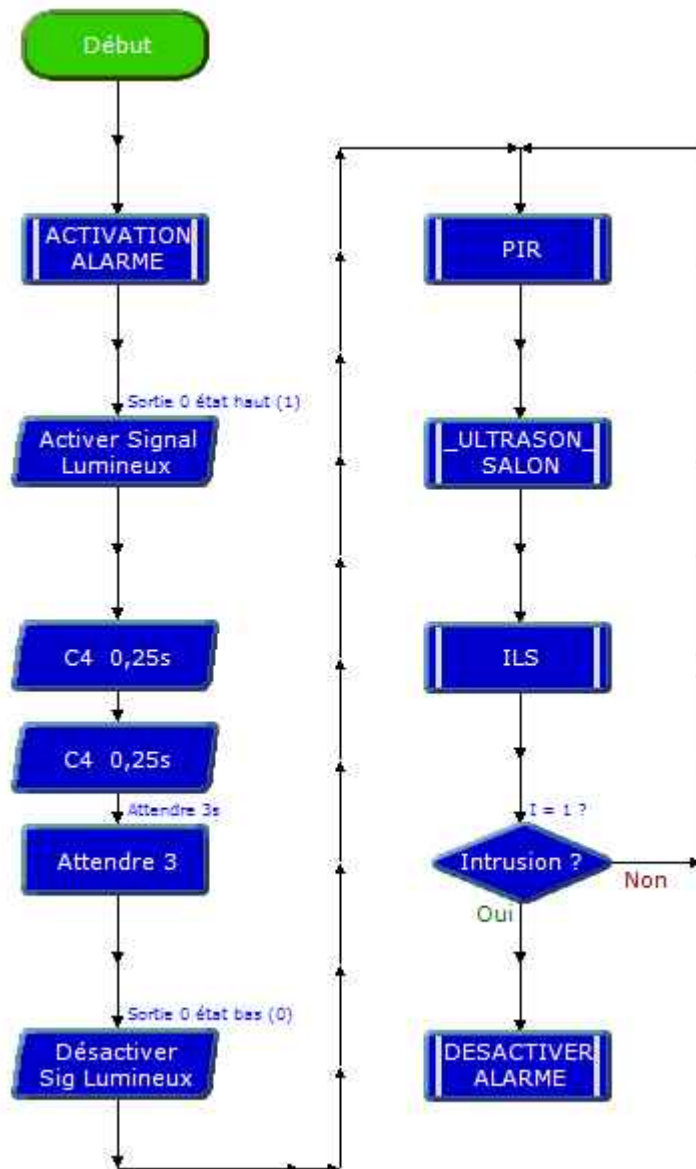 Début
ACTIVATION
ALARME
Sortie 0 état haut (1)
Activer Signal
Lumineux
C4 0,25s
C4 0,25s
Attendre 3s
Attendre 3
Sortie 0 état bas (0)
Désactiver
Sig Lumineux
PIR
_ULTRASON_
SALON
ILS
I = 1 ?
Intrusion ?
Non
Oui
DESACTIVER
ALARME